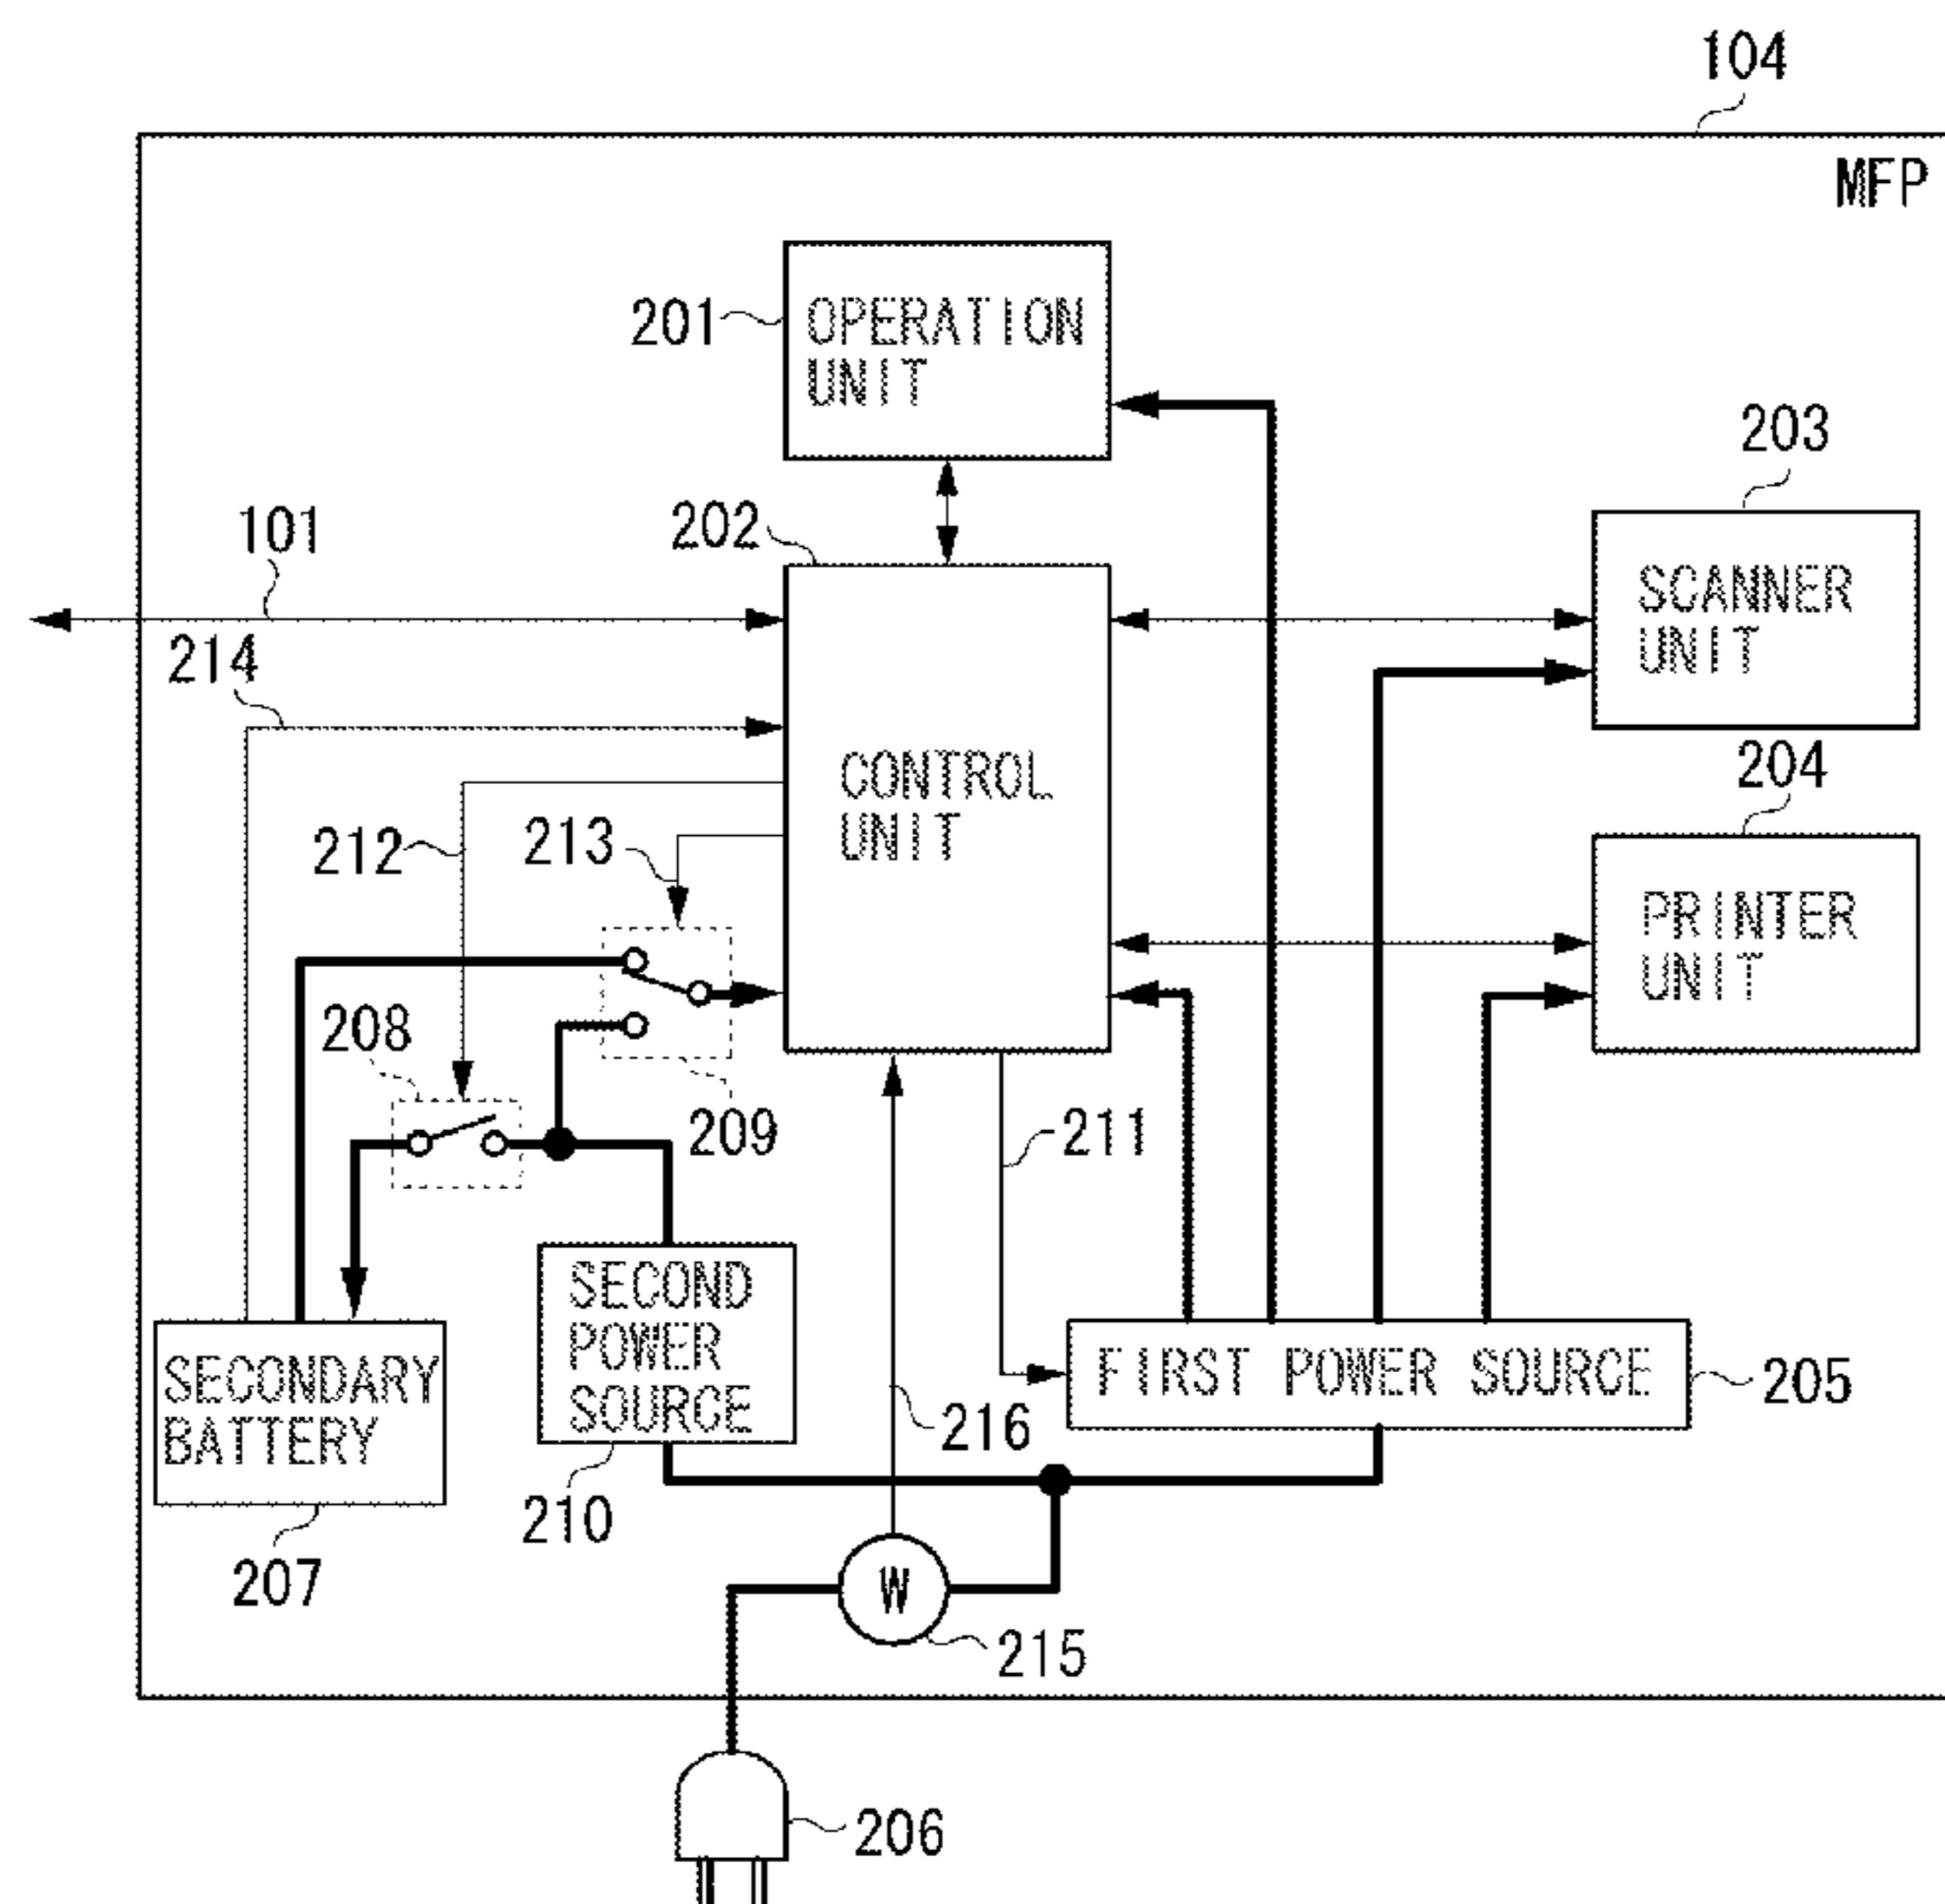 104
MFP
201
OPERATION
UNIT
203
101
202
SCANNER
UNIT
214
204
CONTROL
UNIT
212
213
PRINTER
UNIT
208
209
211
SECOND
POWER
SOURCE
SECONDARY
BATTERY
FIRST POWER SOURCE
205
216
210
207
W
215
206